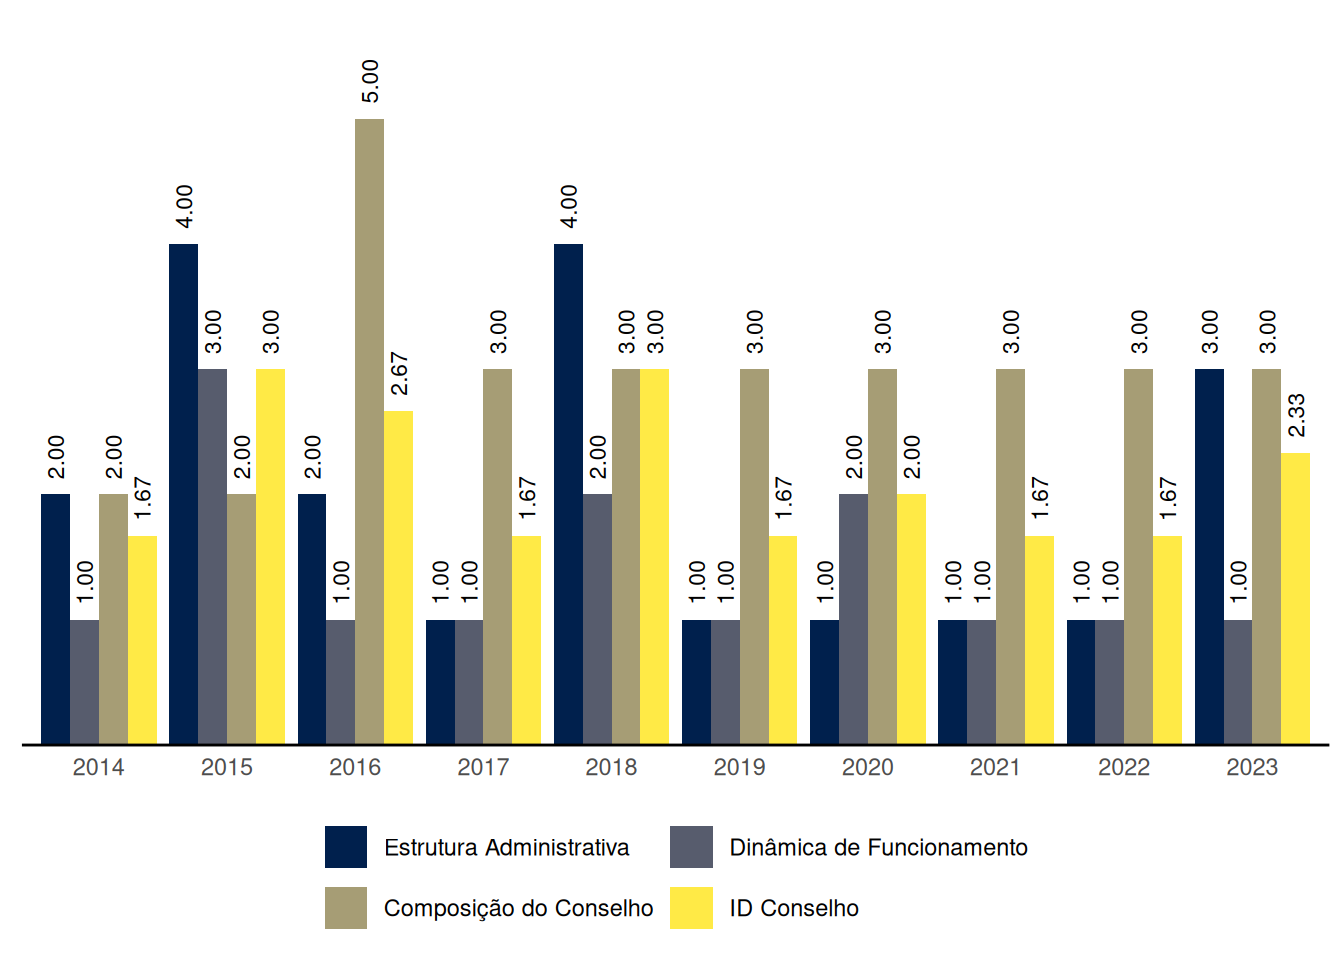 2.00 1.00 2.00 1.67 4.00 3.00 2.00 3.00 2.00 1.00 5.00 2.67 1.00 1.00 3.00 1.67 4.00 2.00 3.00 3.00 1.00 1.00 3.00 1.67 1.00 2.00 3.00 2.00 1.00 1.00 3.00 1.67 1.00 1.00 3.00 1.67 3.00 1.00 3.00 2.33
2014 2015 2016 2017 2018 2019 2020 2021 2022 2023
Estrutura Administrativa Dinâmica de Funcionamento
Composição do Conselho ID Conselho